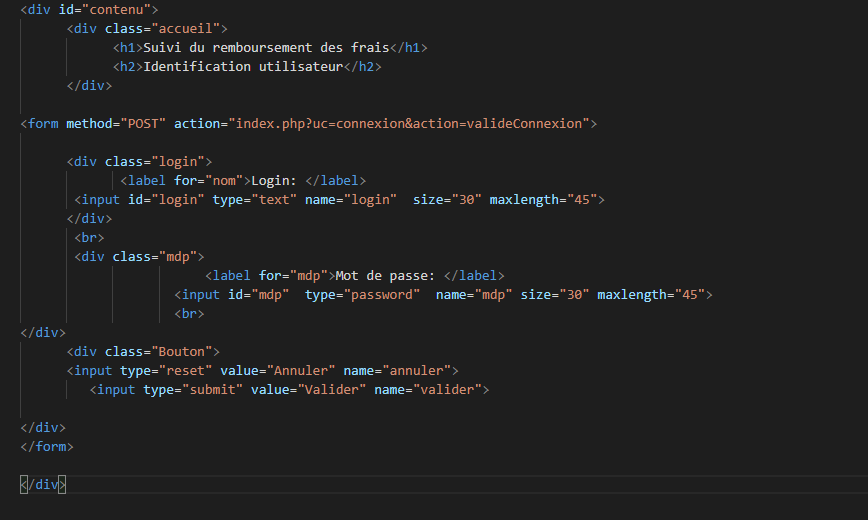 <div id="contenu">
<div class="accueil">
<h1>Suivi du remboursement des frais</h1>
<h2>Identification utilisateur</h2>
</div>
<form method="POST" action="index.php?uc=connexion&action=valideConnexion">
<div class="login">
<label for="nom">Login: </label>
<input id="login" type="text" name="login"  size="30" maxlength="45">
</div>
<br>
<div class="mdp">
<label for="mdp">Mot de passe: </label>
<input id="mdp"  type="password"  name="mdp" size="30" maxlength="45">
<br>
</div>
<div class="Bouton">
<input type="reset" value="Annuler" name="annuler">
<input type="submit" value="Valider" name="valider">
</div>
</form>
</div>